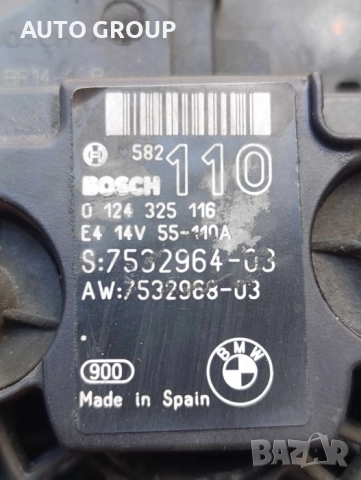 AUTO GROUP
582
110
BOSCH
0 124 325 116
E4 14V 55-110A
S:7532964-03
AW:7532968-03
900
BMW
Made in Spain
BAZAR